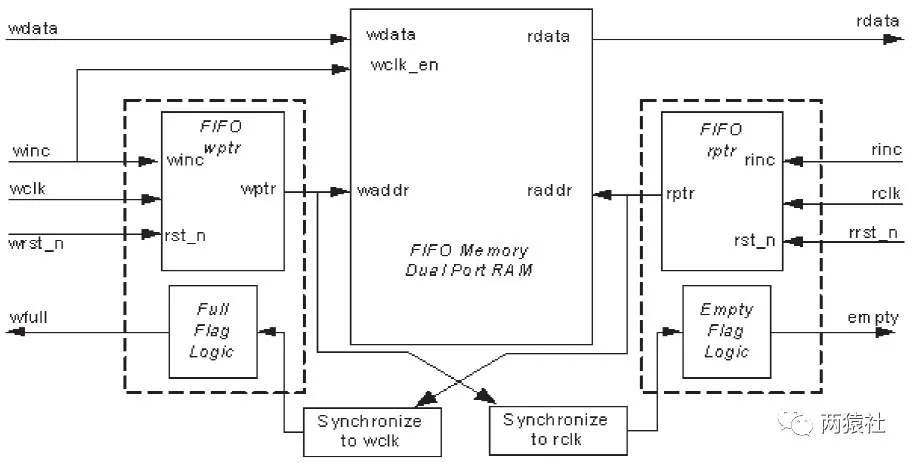 wdata
wdata
rdata
rdata
wclk_en
FIFO
wptr
FIFO
rptr
winc
winc
rinc
rinc
wclk
wptr
waddr
raddr
rptr
rclk
wrst_n
rst_n
rst_n
rrst_n
FIFO Memory
Dual Port RAM
wfull
Full
Flag
Logic
Empty
Flag
Logic
empty
Synchronize
to wclk
Synchronize
to rclk
两猿社